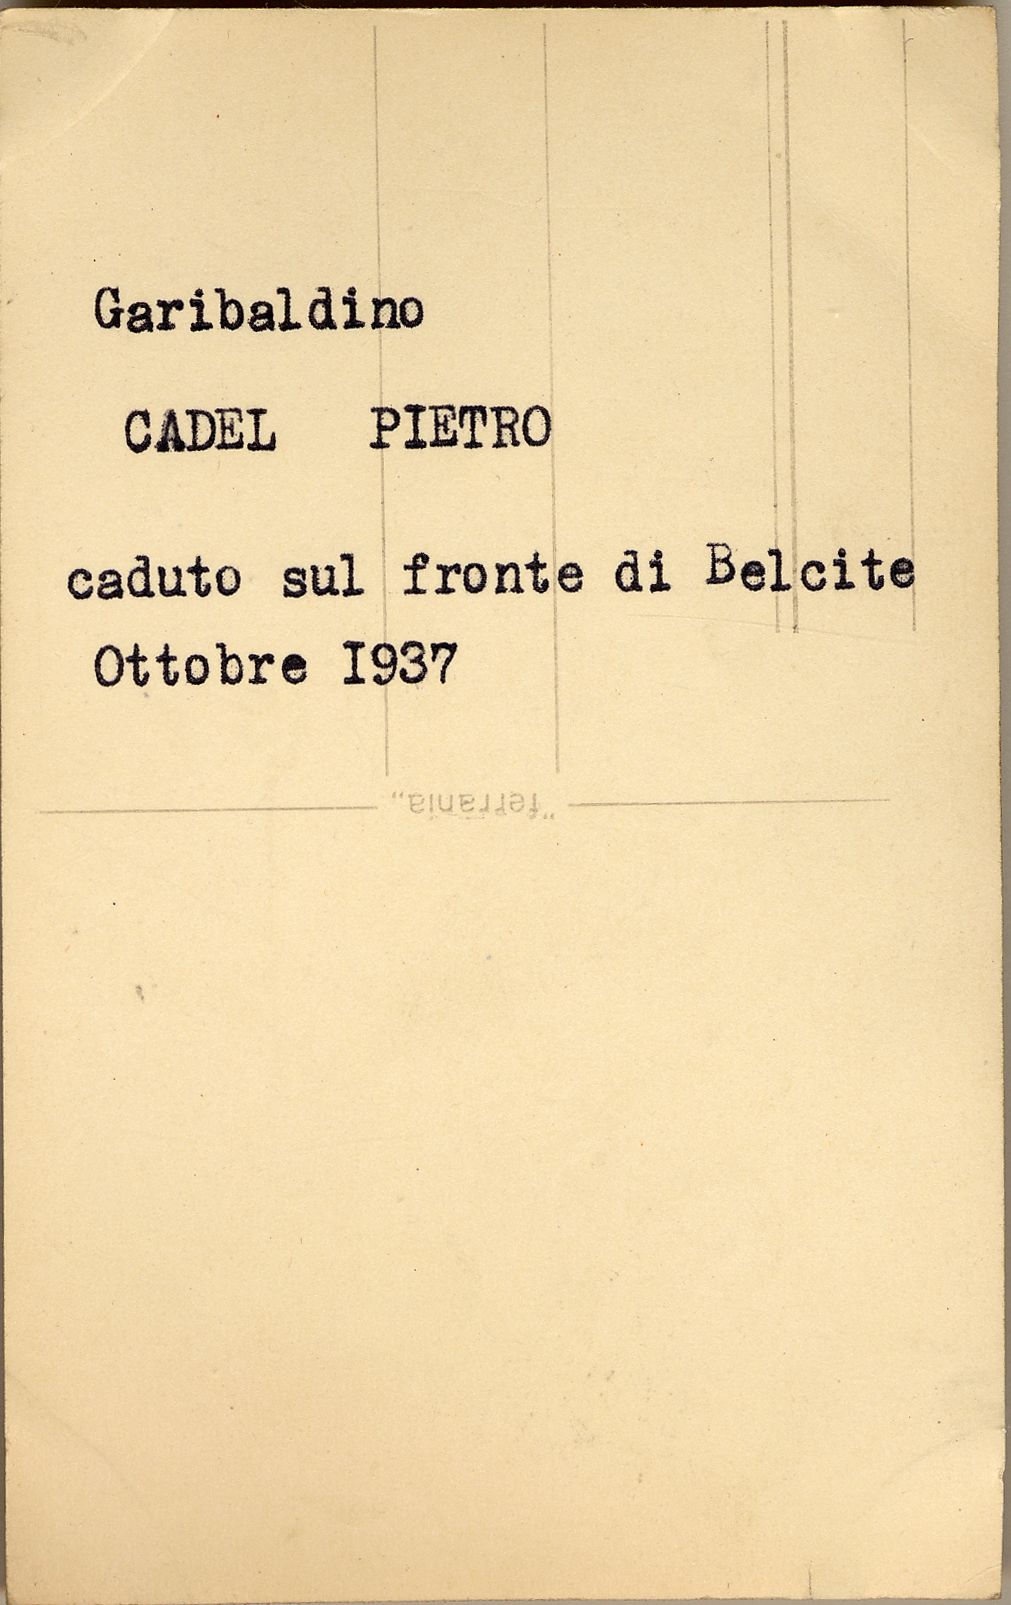 Garibaldino
CADEL PIETRO
caduto sul fronte di Belcite
Ottobre I937
"ferrania„